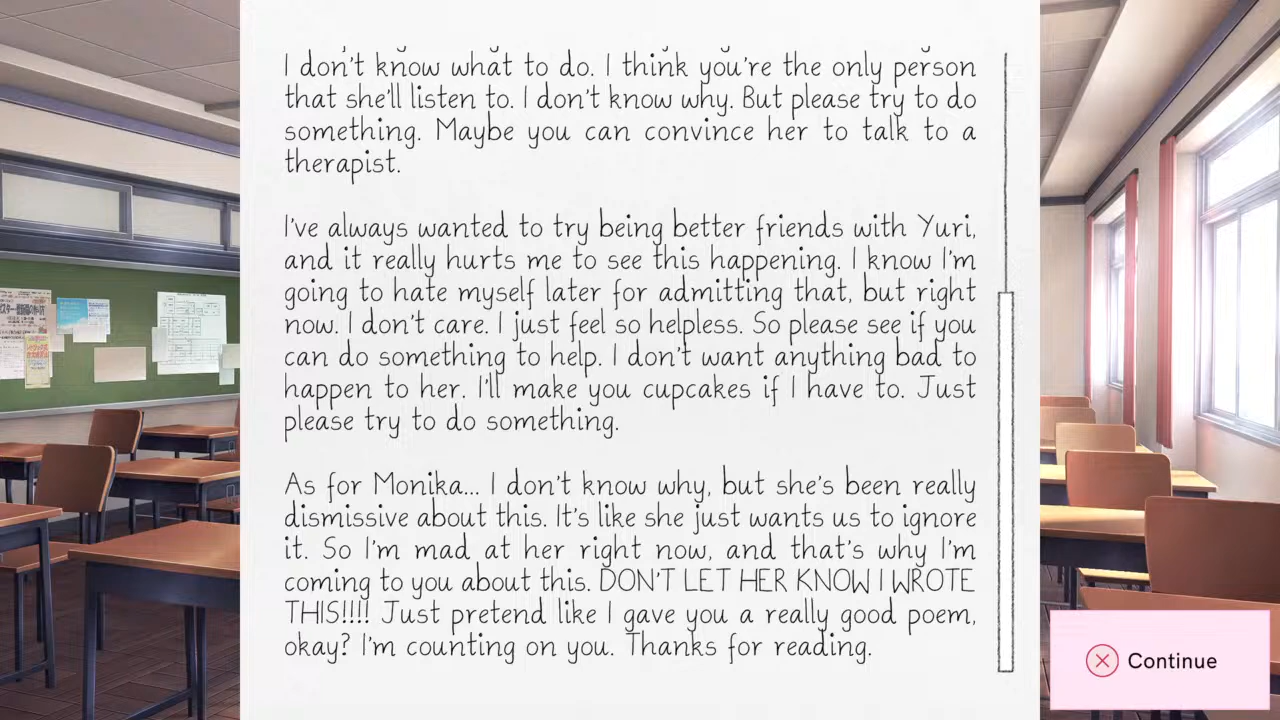 I don't know what to do. I think you're the only person
that she'll listen to. I don't know why. But please try to do
something. Maybe you can convince her to talk to a
therapist.
I've always wanted to try being better friends with Yuri,
and it really hurts me to see this happening. I know I'm
going to hate myself later for admitting that, but right
now, I don't care. I just feel so helpless. So please see if you
can do something to help. I don't want anything bad to
happen to her. I'll make you cupcakes if I have to. Just
please try to do something.
As for Monika... I don't know why, but she's been really
dismissive about this. It's like she just wants us to ignore
it. So I'm mad at her right now, and that's why I'm
coming to you about this. DON'T LET HER KNOW I WROTE
THIS!!!! Just pretend like I gave you a really good poem,
okay? I'm counting on you. Thanks for reading.
Continue